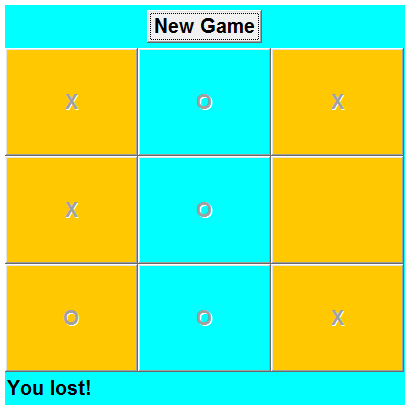 New Game
X O X
X O
O O X
You lost!